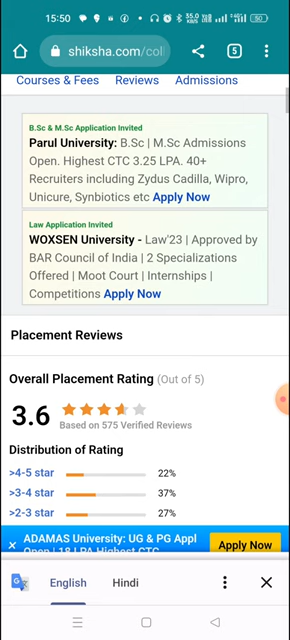 15:50
35.0 KB/S
50
shiksha.com/coll
5
Courses & Fees Reviews Admissions
B.Sc & M.Sc Application Invited
Parul University: B.Sc | M.Sc Admissions
Open. Highest CTC 3.25 LPA. 40+
Recruiters including Zydus Cadilla, Wipro,
Unicure, Synbiotics etc Apply Now
Law Application Invited
WOXSEN University - Law'23 | Approved by
BAR Council of India | 2 Specializations
Offered | Moot Court | Internships |
Competitions Apply Now
Placement Reviews
Overall Placement Rating (Out of 5)
3.6
Based on 575 Verified Reviews
Distribution of Rating
>4-5 star 22%
>3-4 star 37%
>2-3 star 27%
ADAMAS University: UG & PG Appl
Open | 18 LPA Highest CTC
Apply Now
English Hindi